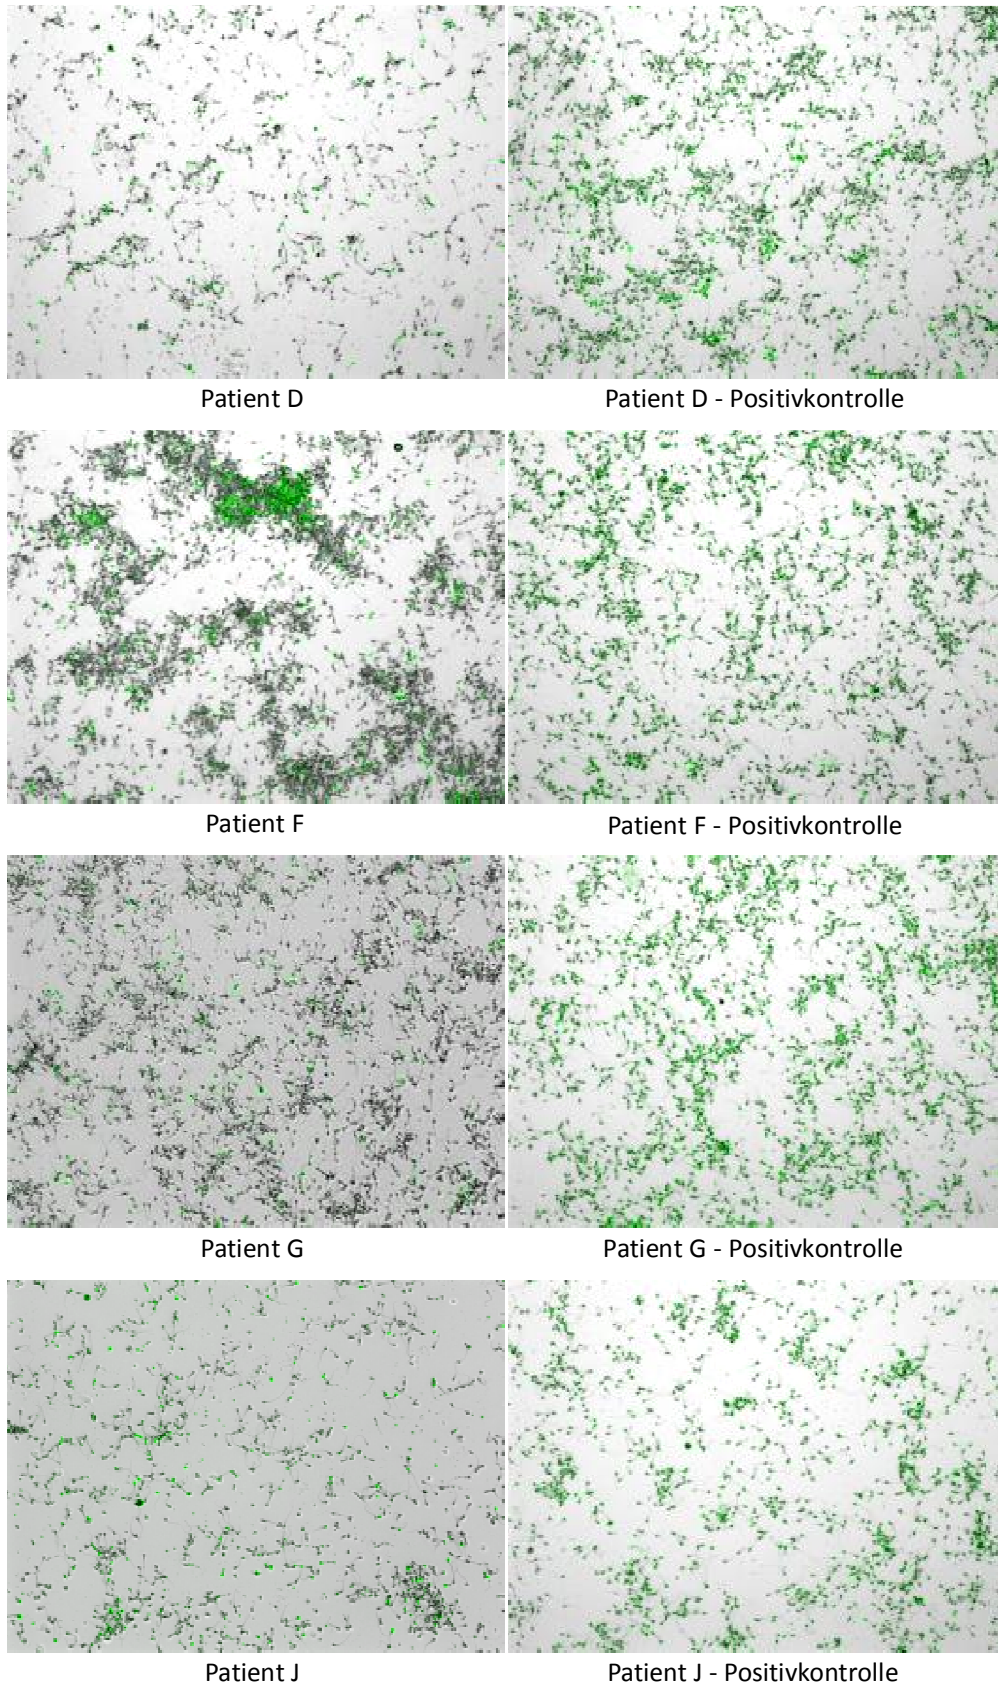 Patient D
Patient D - Positivkontrolle
Patient F
Patient F - Positivkontrolle
Patient G
Patient G - Positivkontrolle
Patient J
Patient J - Positivkontrolle